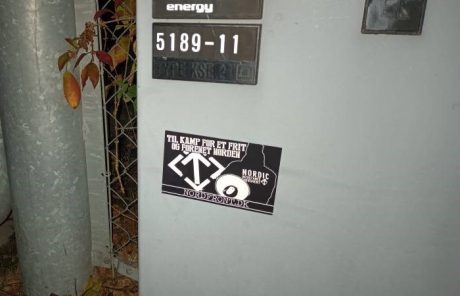 energy
5189-11
TIL KAMP FOR ET FRIT
OG FORENET NORDEN
NORDIC
NORDFRONT.DK